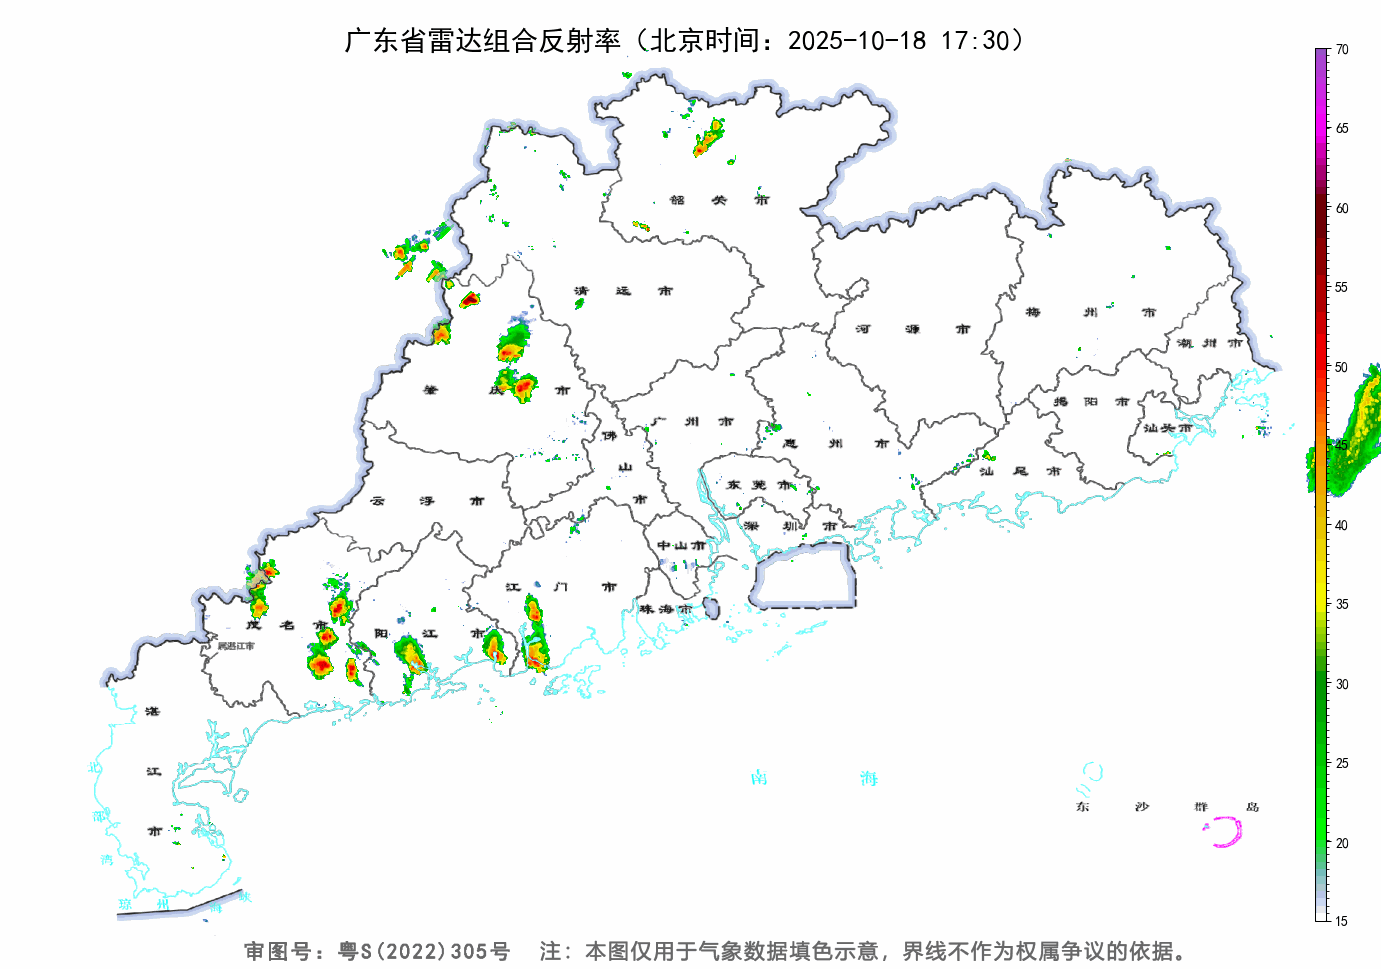 广东省雷达组合反射率（北京时间：2025-10-18 17:30）
70
65
60
55
50
45
40
35
30
25
20
15
韶关市
清远市
河源市
梅州市
潮州市
肇庆市
揭阳市
汕头市
广州市
佛山市
惠州市
汕尾市
云浮市
东莞市
深圳市
中山市
江门市
珠海市
茂名市
阳江市
属湛江市
湛江市
北部湾
南海
东沙群岛
琼州海峡
审图号：粤S(2022)305号 注：本图仅用于气象数据填色示意，界线不作为权属争议的依据。